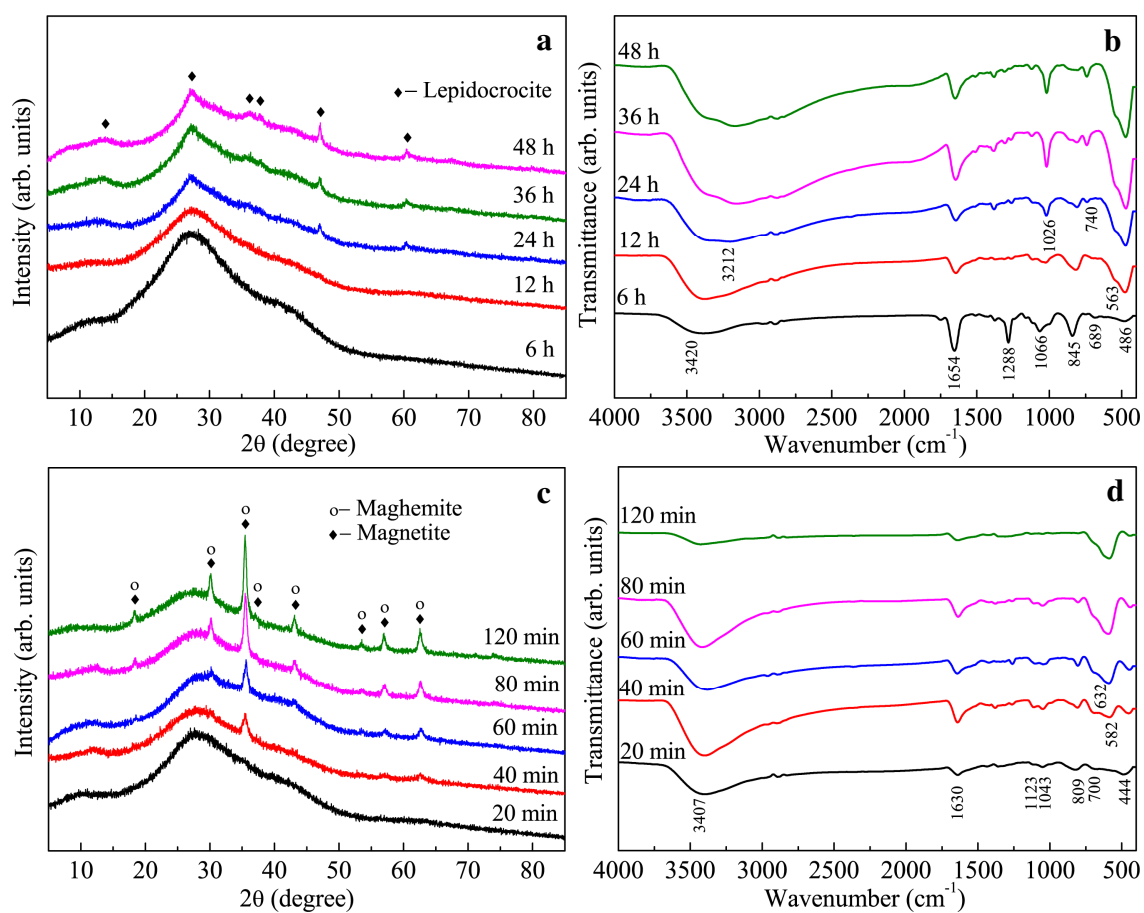 a
◆– Lepidocrocite
48 h
36 h
24 h
12 h
6 h
Intensity (arb. units)
10 20 30 40 50 60 70 80
2θ (degree)
b
48 h
36 h
24 h
12 h
6 h
3212
1026
740
563
3420
1654
1288
1066
845
689
486
Transmittance (arb. units)
4000 3500 3000 2500 2000 1500 1000 500
Wavenumber (cm-1)
c
o– Maghemite
◆– Magnetite
o o o o o o o o
120 min
80 min
60 min
40 min
20 min
Intensity (arb. units)
10 20 30 40 50 60 70 80
2θ (degree)
d
120 min
80 min
60 min
40 min
20 min
632
582
3407
1630
1123
1043
809
700
444
Transmittance (arb. units)
4000 3500 3000 2500 2000 1500 1000 500
Wavenumber (cm-1)